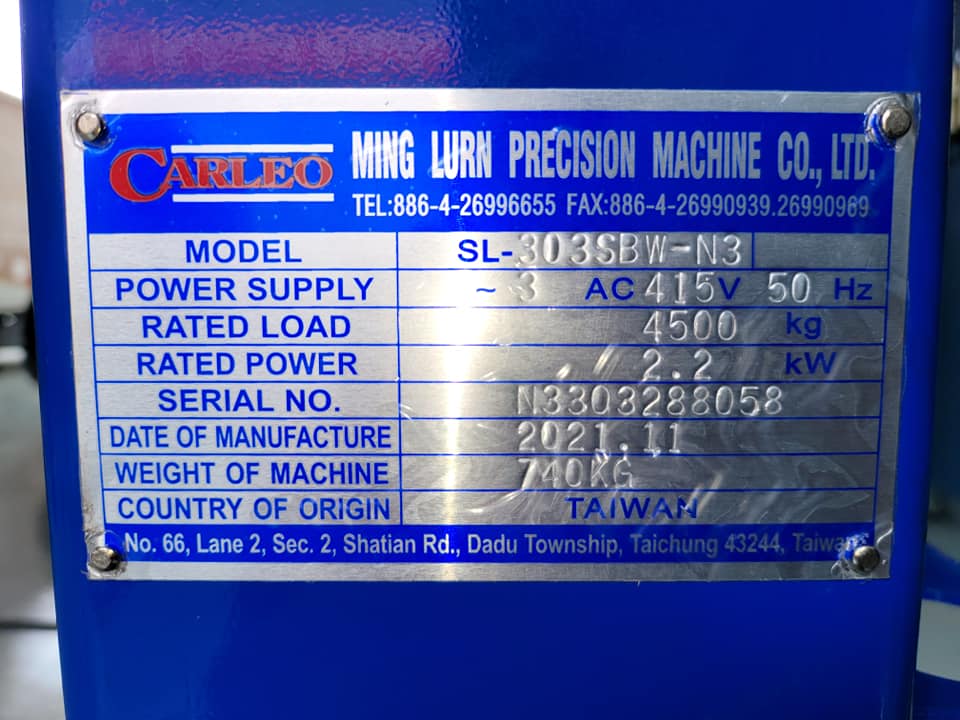 CARLEO MING LURN PRECISION MACHINE CO., LTD.
TEL:886-4-26996655 FAX:886-4-26990939.26990969
MODEL SL-303SBW-N3
POWER SUPPLY ~ 3 AC 415V 50 Hz
RATED LOAD 4500 kg
RATED POWER 2.2 kW
SERIAL NO. N3303288058
DATE OF MANUFACTURE 2021.11
WEIGHT OF MACHINE 740KG
COUNTRY OF ORIGIN TAIWAN
No. 66, Lane 2, Sec. 2, Shatian Rd., Dadu Township, Taichung 43244, Taiwan